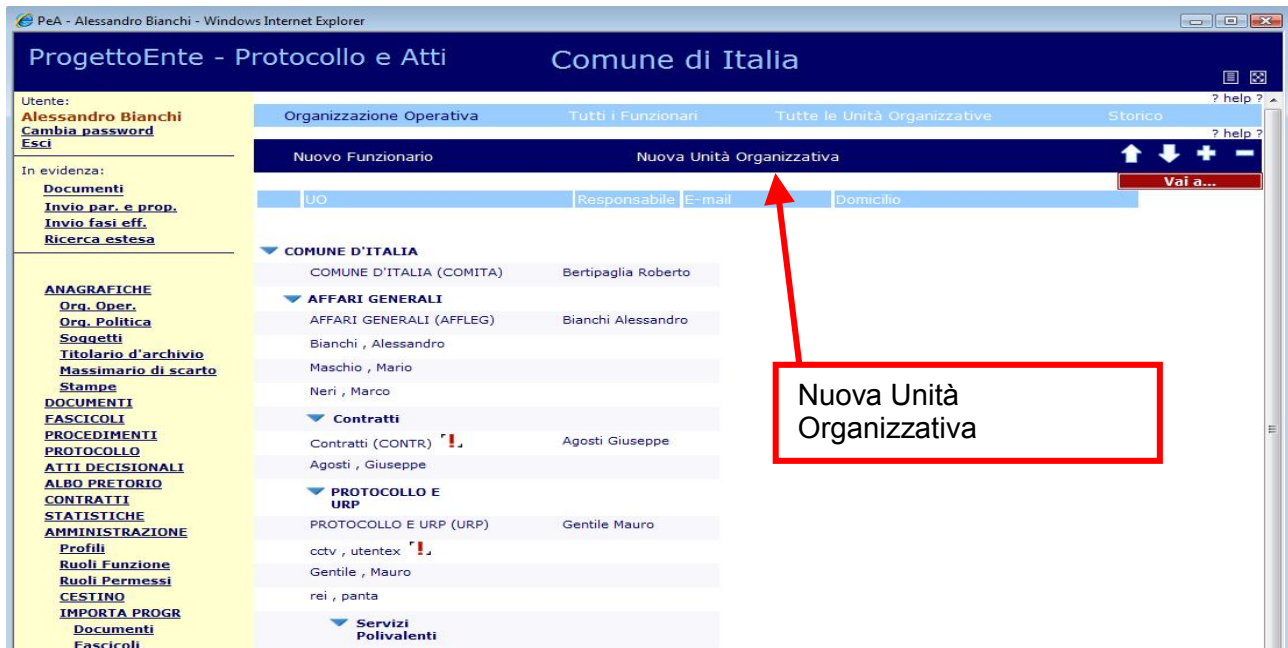 PeA - Alessandro Bianchi - Windows Internet Explorer
ProgettoEnte - Protocollo e Atti
Comune di Italia
Utente:
Alessandro Bianchi
Cambia password
Esci
In evidenza:
Documenti
Invio par. e prop.
Invio fasi eff.
Ricerca estesa
ANAGRAFICHE
Org. Oper.
Org. Politica
Soggetti
Titolario d'archivio
Massimario di scarto
Stampe
DOCUMENTI
FASCICOLI
PROCEDIMENTI
PROTOCOLLO
ATTI DECISIONALI
ALBO PRETORIO
CONTRATTI
STATISTICHE
AMMINISTRAZIONE
Profili
Ruoli Funzione
Ruoli Permessi
CESTINO
IMPORTA PROGR
Documenti
Fascicoli
? help ?
Organizzazione Operativa Tutti i Funzionari Tutte le Unità Organizzative Storico
? help ?
Nuovo Funzionario Nuova Unità Organizzativa
Vai a...
UO Responsabile E-mail Domicilio
COMUNE D'ITALIA
COMUNE D'ITALIA (COMITA) Bertipaglia Roberto
AFFARI GENERALI
AFFARI GENERALI (AFFLEG) Bianchi Alessandro
Bianchi , Alessandro
Maschio , Mario
Neri , Marco
Contratti
Contratti (CONTR) ! Agosti Giuseppe
Agosti , Giuseppe
PROTOCOLLO E
URP
PROTOCOLLO E URP (URP) Gentile Mauro
cctv , utentex !
Gentile , Mauro
rei , panta
Servizi
Polivalenti
Nuova Unità
Organizzativa